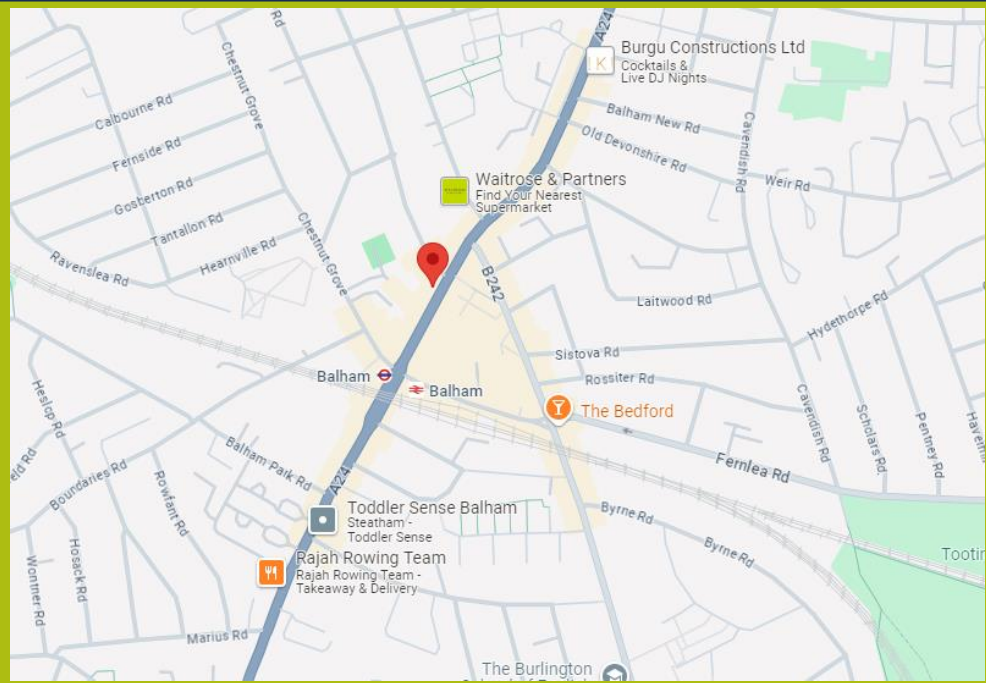 A24
Burgu Constructions Ltd
Cocktails &
Live DJ Nights
Chestnut Grove
Calbourne Rd
Balham New Rd
Cavendish Rd
Old Devonshire Rd
Fernside Rd
Weir Rd
Waitrose & Partners
Find Your Nearest
Supermarket
Gosberton Rd
Tantallon Rd
Chestnut Grove
Hearnville Rd
Ravenslea Rd
B242
Laitwood Rd
Hydethorpe Rd
Sistova Rd
Balham
Balham
Rossiter Rd
The Bedford
Heslop Rd
Cavendish Rd
Scholars Rd
Pentney Rd
Balham Park Rd
Boundaries Rd
Rowfant Rd
A24
Fernlea Rd
Toddler Sense Balham
Steatham -
Toddler Sense
Byrne Rd
Byrne Rd
Rajah Rowing Team
Rajah Rowing Team -
Takeaway & Delivery
Hosack Rd
Wontner Rd
Marius Rd
The Burlington